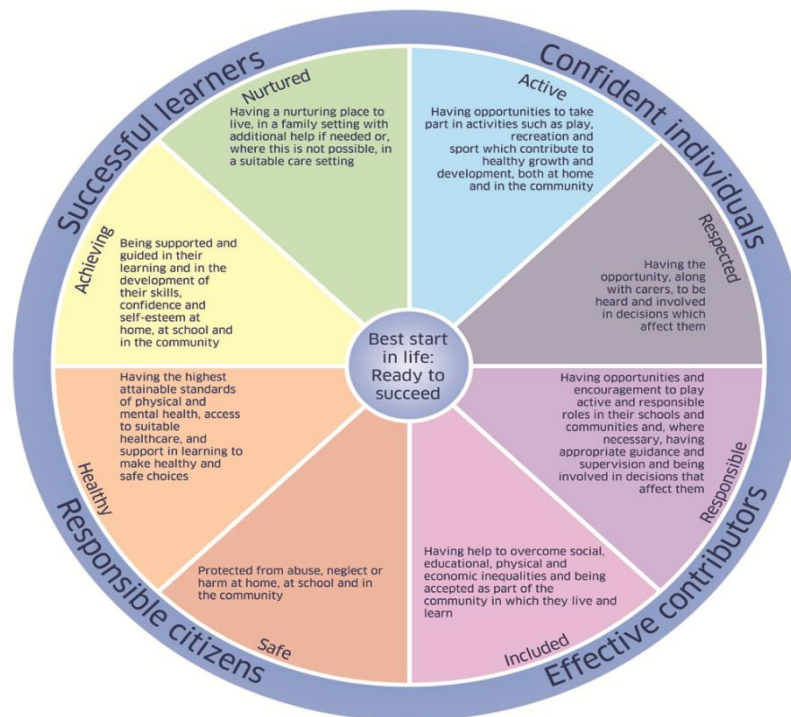 Successful learners
Confident individuals
Nurtured
Having a nurturing place to
live, in a family setting with
additional help if needed or,
where this is not possible, in
a suitable care setting
Active
Having opportunities to take
part in activities such as play,
recreation and
sport which contribute to
healthy growth and
development, both at home
and in the community
Achieving
Being supported and
guided in their
learning and in the
development of
their skills,
confidence and
self-esteem at
home, at school and
in the community
Respected
Having the
opportunity, along
with carers, to be
heard and involved
in decisions which
affect them
Best start
in life:
Ready to
succeed
Healthy
Having the highest
attainable standards
of physical and
mental health, access
to suitable
healthcare, and
support in learning to
make healthy and
safe choices
Responsible
Having opportunities and
encouragement to play
active and responsible
roles in their schools and
communities and, where
necessary, having
appropriate guidance and
supervision and being
involved in decisions that
affect them
Safe
Protected from abuse, neglect or
harm at home, at school and in
the community
Included
Having help to overcome social,
educational, physical and
economic inequalities and being
accepted as part of the
community in which they live and
learn
Responsible citizens
Effective contributors